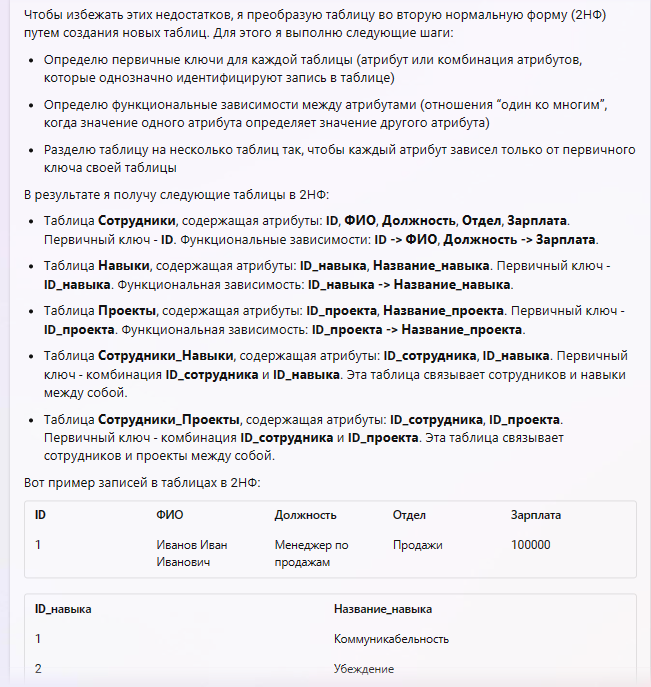 Чтобы избежать этих недостатков, я преобразую таблицу во вторую нормальную форму (2НФ)
путем создания новых таблиц. Для этого я выполню следующие шаги:
• Определю первичные ключи для каждой таблицы (атрибут или комбинация атрибутов,
которые однозначно идентифицируют запись в таблице)
• Определю функциональные зависимости между атрибутами (отношения “один ко многим”,
когда значение одного атрибута определяет значение другого атрибута)
• Разделю таблицу на несколько таблиц так, чтобы каждый атрибут зависел только от первичного
ключа своей таблицы
В результате я получу следующие таблицы в 2НФ:
• Таблица Сотрудники, содержащая атрибуты: ID, ФИО, Должность, Отдел, Зарплата.
Первичный ключ - ID. Функциональные зависимости: ID -> ФИО, Должность -> Зарплата.
• Таблица Навыки, содержащая атрибуты: ID_навыка, Название_навыка. Первичный ключ -
ID_навыка. Функциональная зависимость: ID_навыка -> Название_навыка.
• Таблица Проекты, содержащая атрибуты: ID_проекта, Название_проекта. Первичный ключ -
ID_проекта. Функциональная зависимость: ID_проекта -> Название_проекта.
• Таблица Сотрудники_Навыки, содержащая атрибуты: ID_сотрудника, ID_навыка. Первичный
ключ - комбинация ID_сотрудника и ID_навыка. Эта таблица связывает сотрудников и навыки
между собой.
• Таблица Сотрудники_Проекты, содержащая атрибуты: ID_сотрудника, ID_проекта.
Первичный ключ - комбинация ID_сотрудника и ID_проекта. Эта таблица связывает
сотрудников и проекты между собой.
Вот пример записей в таблицах в 2НФ:
ID ФИО Должность Отдел Зарплата
1 Иванов Иван Менеджер по Продажи 100000
Иванович продажам
ID_навыка Название_навыка
1 Коммуникабельность
2 Убеждение